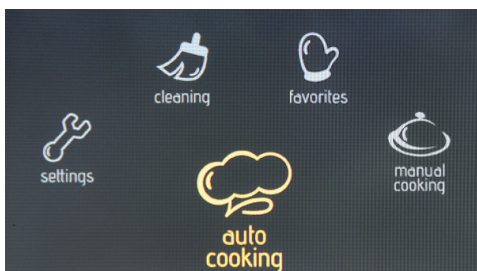 cleaning
favorites
settings
manual
cooking
auto
cooking